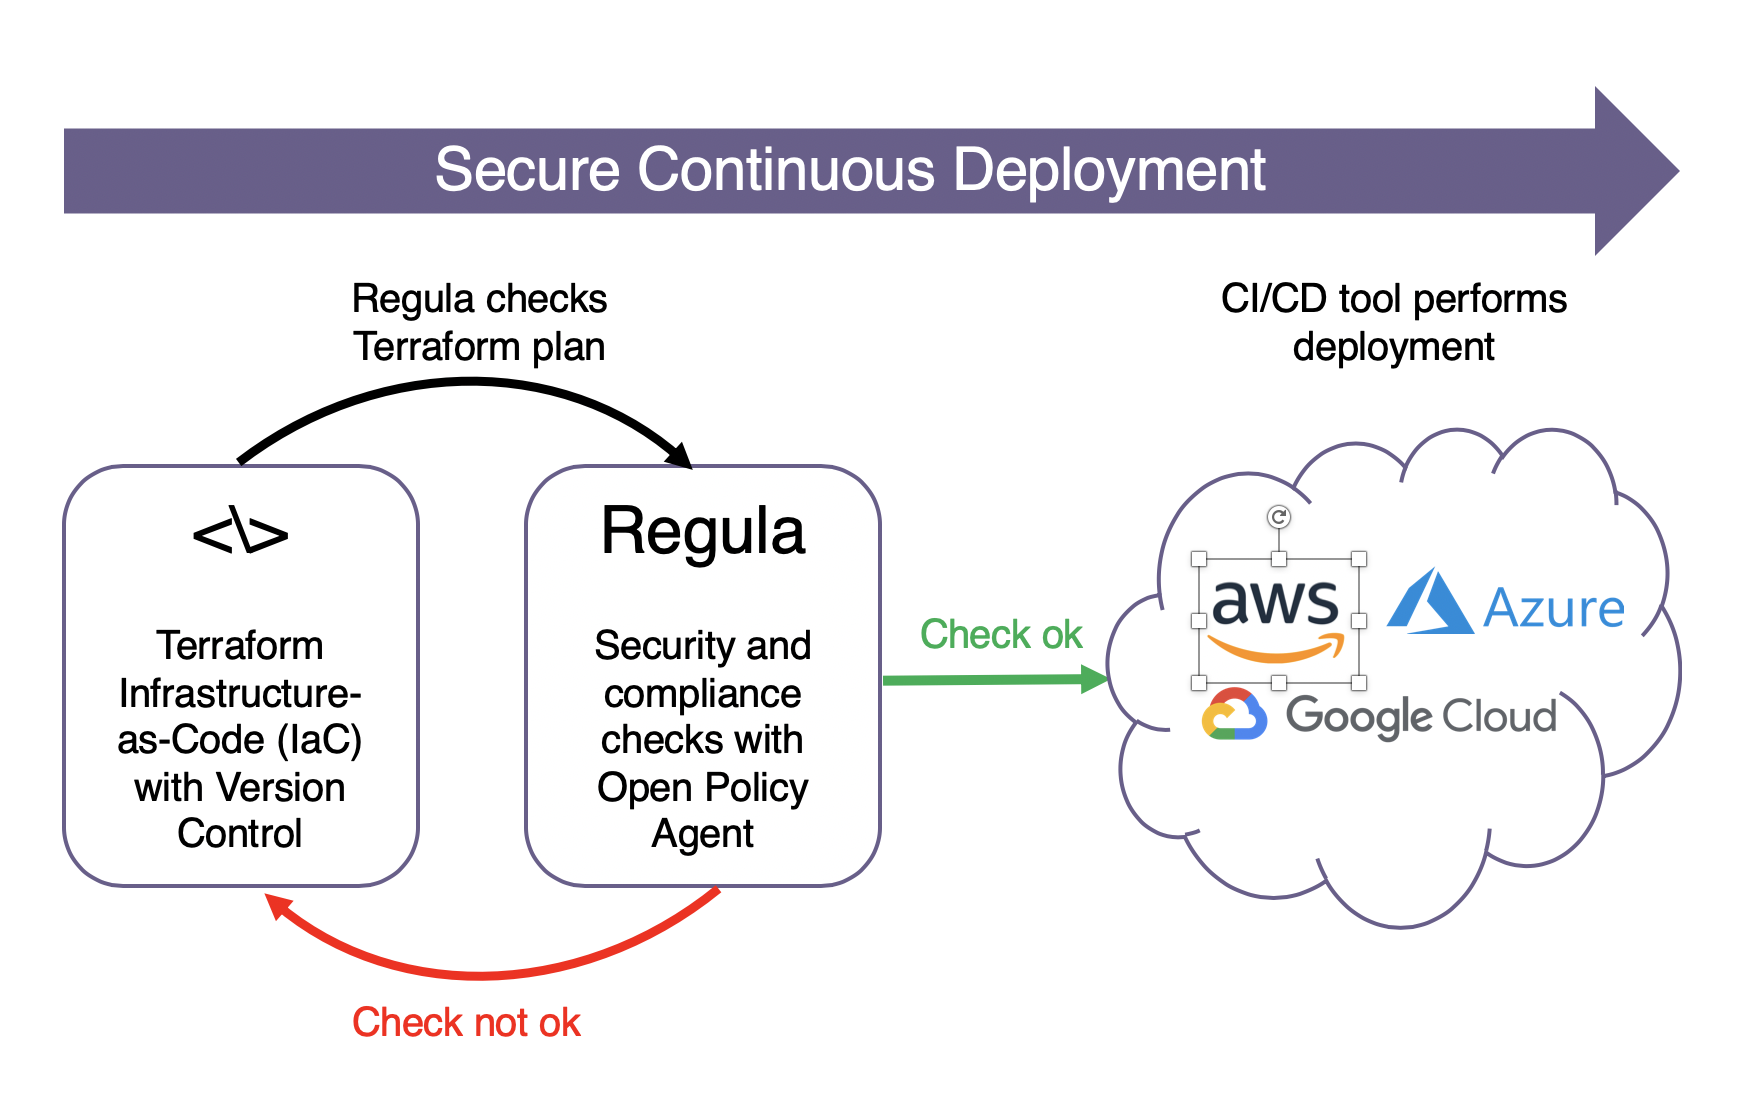 Secure Continuous Deployment
Regula checks
Terraform plan
CI/CD tool performs
deployment
<\>
Terraform
Infrastructure-
as-Code (IaC)
with Version
Control
Regula
Security and
compliance
checks with
Open Policy
Agent
Check ok
aws
Azure
Google Cloud
Check not ok